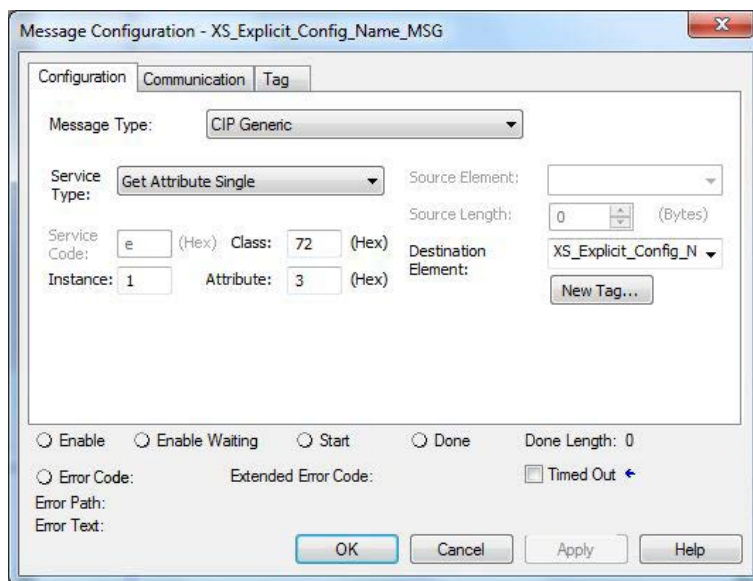 Message Configuration - XS_Explicit_Config_Name_MSG
X
Configuration Communication Tag
Message Type: CIP Generic
Service Type: Get Attribute Single
Source Element:
Source Length: 0 (Bytes)
Service Code: e (Hex) Class: 72 (Hex)
Destination Element: XS_Explicit_Config_N
Instance: 1 Attribute: 3 (Hex)
New Tag...
Enable Enable Waiting Start Done Done Length: 0
Error Code: Extended Error Code: Timed Out
Error Path:
Error Text:
OK Cancel Apply Help